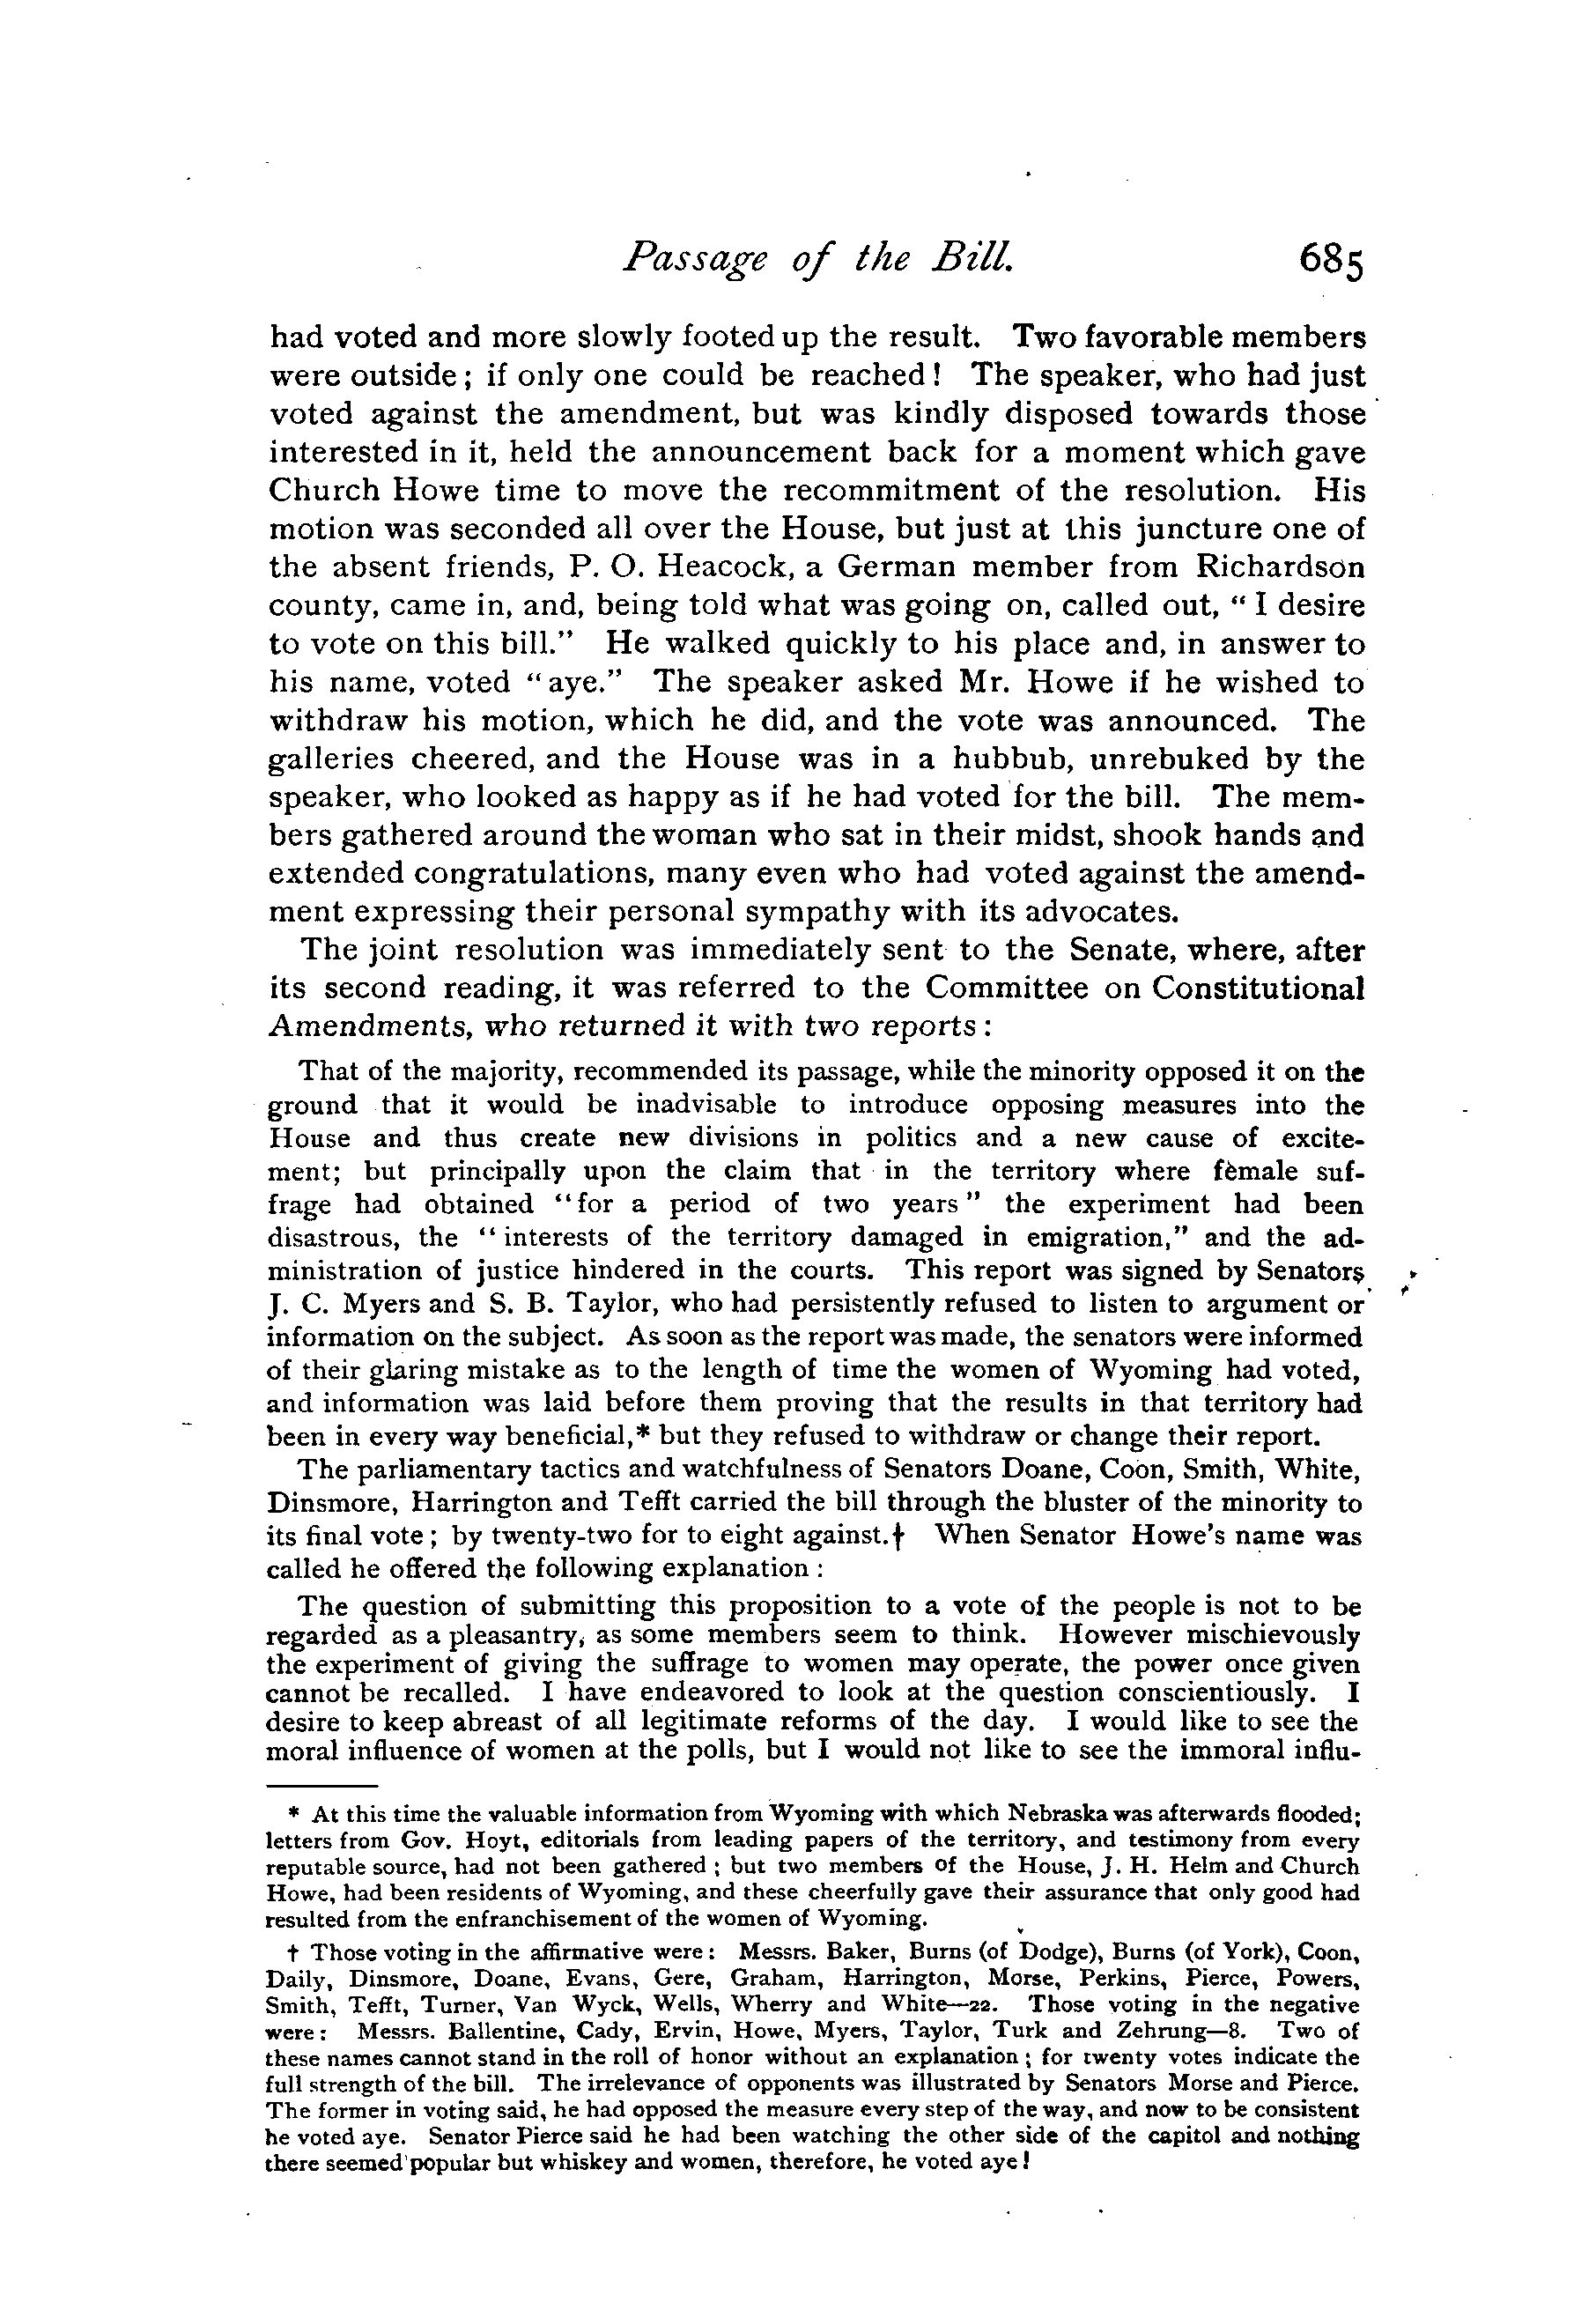 Passage of the Bill. 685
had voted and more slowly footed up the result. Two favorable members
were outside; if only one could be reached! The speaker, who had just
voted against the amendment, but was kindly disposed towards those
interested in it, held the announcement back for a moment which gave
Church Howe time to move the recommitment of the resolution. His
motion was seconded all over the House, but just at this juncture one of
the absent friends, P. O. Heacock, a German member from Richardson
county, came in, and, being told what was going on, called out, "I desire
to vote on this bill." He walked quickly to his place and, in answer to
his name, voted "aye." The speaker asked Mr. Howe if he wished to
withdraw his motion, which he did, and the vote was announced. The
galleries cheered, and the House was in a hubbub, unrebuked by the
speaker, who looked as happy as if he had voted for the bill. The mem-
bers gathered around the woman who sat in their midst, shook hands and
extended congratulations, many even who had voted against the amend-
ment expressing their personal sympathy with its advocates.
The joint resolution was immediately sent to the Senate, where, after
its second reading, it was referred to the Committee on Constitutional
Amendments, who returned it with two reports:
That of the majority, recommended its passage, while the minority opposed it on the
ground that it would be inadvisable to introduce opposing measures into the
House and thus create new divisions in politics and a new cause of excite-
ment; but principally upon the claim that in the territory where female suf-
frage had obtained "for a period of two years" the experiment had been
disastrous, the "interests of the territory damaged in emigration," and the ad-
ministration of justice hindered in the courts. This report was signed by Senators
J. C. Myers and S. B. Taylor, who had persistently refused to listen to argument or
information on the subject. As soon as the report was made, the senators were informed
of their glaring mistake as to the length of time the women of Wyoming had voted,
and information was laid before them proving that the results in that territory had
been in every way beneficial,* but they refused to withdraw or change their report.
The parliamentary tactics and watchfulness of Senators Doane, Coon, Smith, White,
Dinsmore, Harrington and Tefft carried the bill through the bluster of the minority to
its final vote; by twenty-two for to eight against.† When Senator Howe's name was
called he offered the following explanation:
The question of submitting this proposition to a vote of the people is not to be
regarded as a pleasantry, as some members seem to think. However mischievously
the experiment of giving the suffrage to women may operate, the power once given
cannot be recalled. I have endeavored to look at the question conscientiously. I
desire to keep abreast of all legitimate reforms of the day. I would like to see the
moral influence of women at the polls, but I would not like to see the immoral influ-
* At this time the valuable information from Wyoming with which Nebraska was afterwards flooded;
letters from Gov. Hoyt, editorials from leading papers of the territory, and testimony from every
reputable source, had not been gathered; but two members of the House, J. H. Helm and Church
Howe, had been residents of Wyoming, and these cheerfully gave their assurance that only good had
resulted from the enfranchisement of the women of Wyoming.
† Those voting in the affirmative were: Messrs. Baker, Burns (of Dodge), Burns (of York), Coon,
Daily, Dinsmore, Doane, Evans, Gere, Graham, Harrington, Morse, Perkins, Pierce, Powers,
Smith, Tefft, Turner, Van Wyck, Wells, Wherry and White—22. Those voting in the negative
were: Messrs. Ballentine, Cady, Ervin, Howe, Myers, Taylor, Turk and Zehrung—8. Two of
these names cannot stand in the roll of honor without an explanation; for twenty votes indicate the
full strength of the bill. The irrelevance of opponents was illustrated by Senators Morse and Pierce.
The former in voting said, he had opposed the measure every step of the way, and now to be consistent
he voted aye. Senator Pierce said he had been watching the other side of the capitol and nothing
there seemed popular but whiskey and women, therefore, he voted aye!